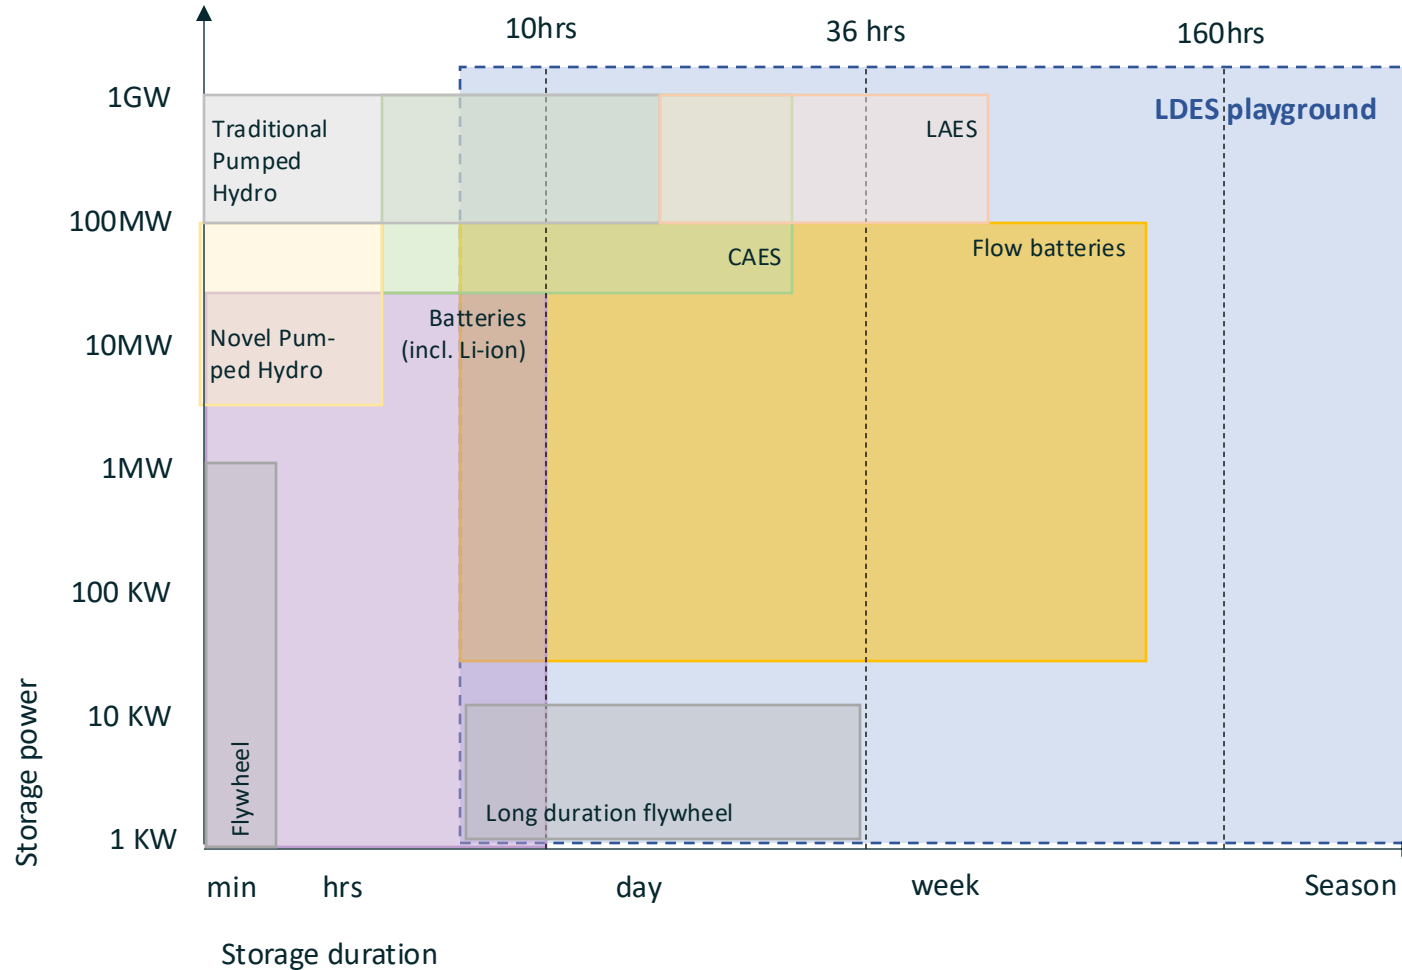 10hrs
36 hrs
160hrs
1GW
LDES playground
Traditional
Pumped
Hydro
LAES
100MW
Flow batteries
CAES
Batteries
(incl. Li-ion)
10MW
Novel Pum-
ped Hydro
1MW
100 KW
10 KW
Storage power
Flywheel
Long duration flywheel
1 KW
min
hrs
day
week
Season
Storage duration